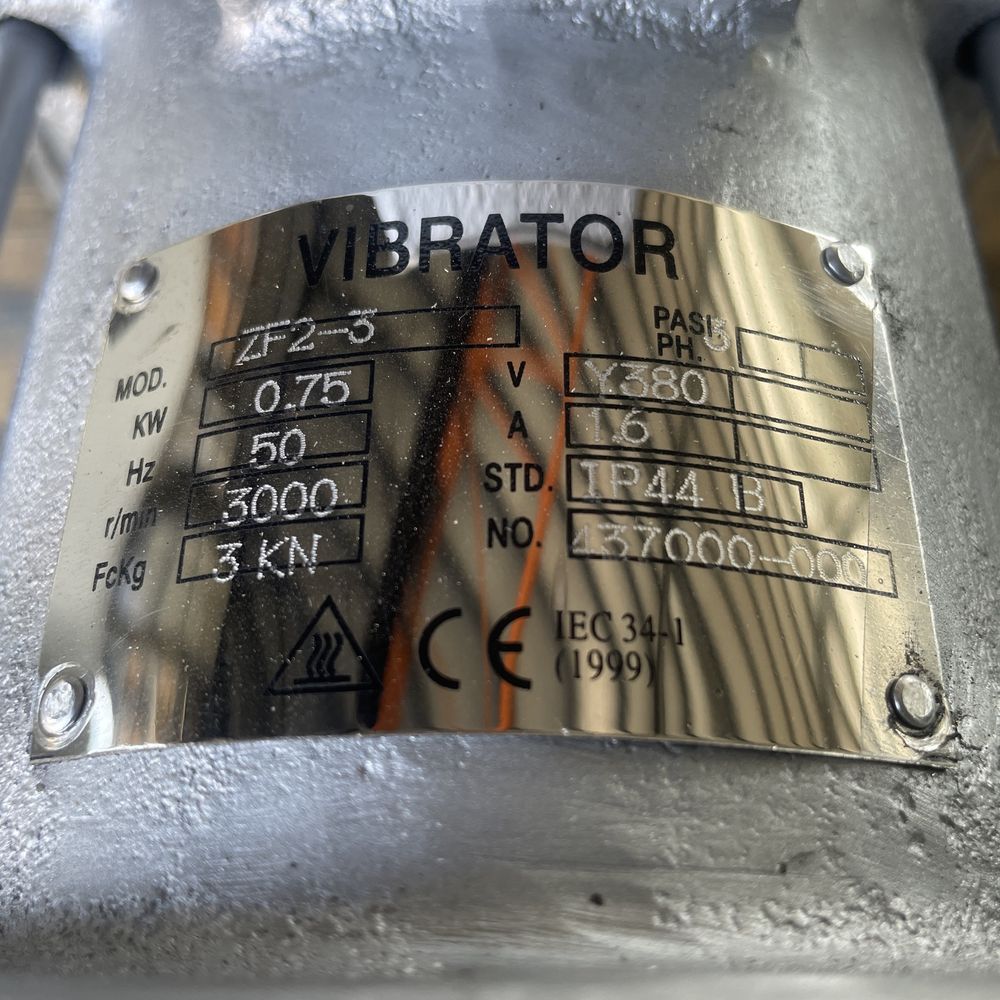 VIBRATOR
MOD. ZF2-3 PASI PH. 3
KW 0.75 V Y380
Hz 50 A 1.6
r/min 3000 STD. IP44 B
FcKg 3 KN NO. 437000-000
CE IEC 34-1
(1999)